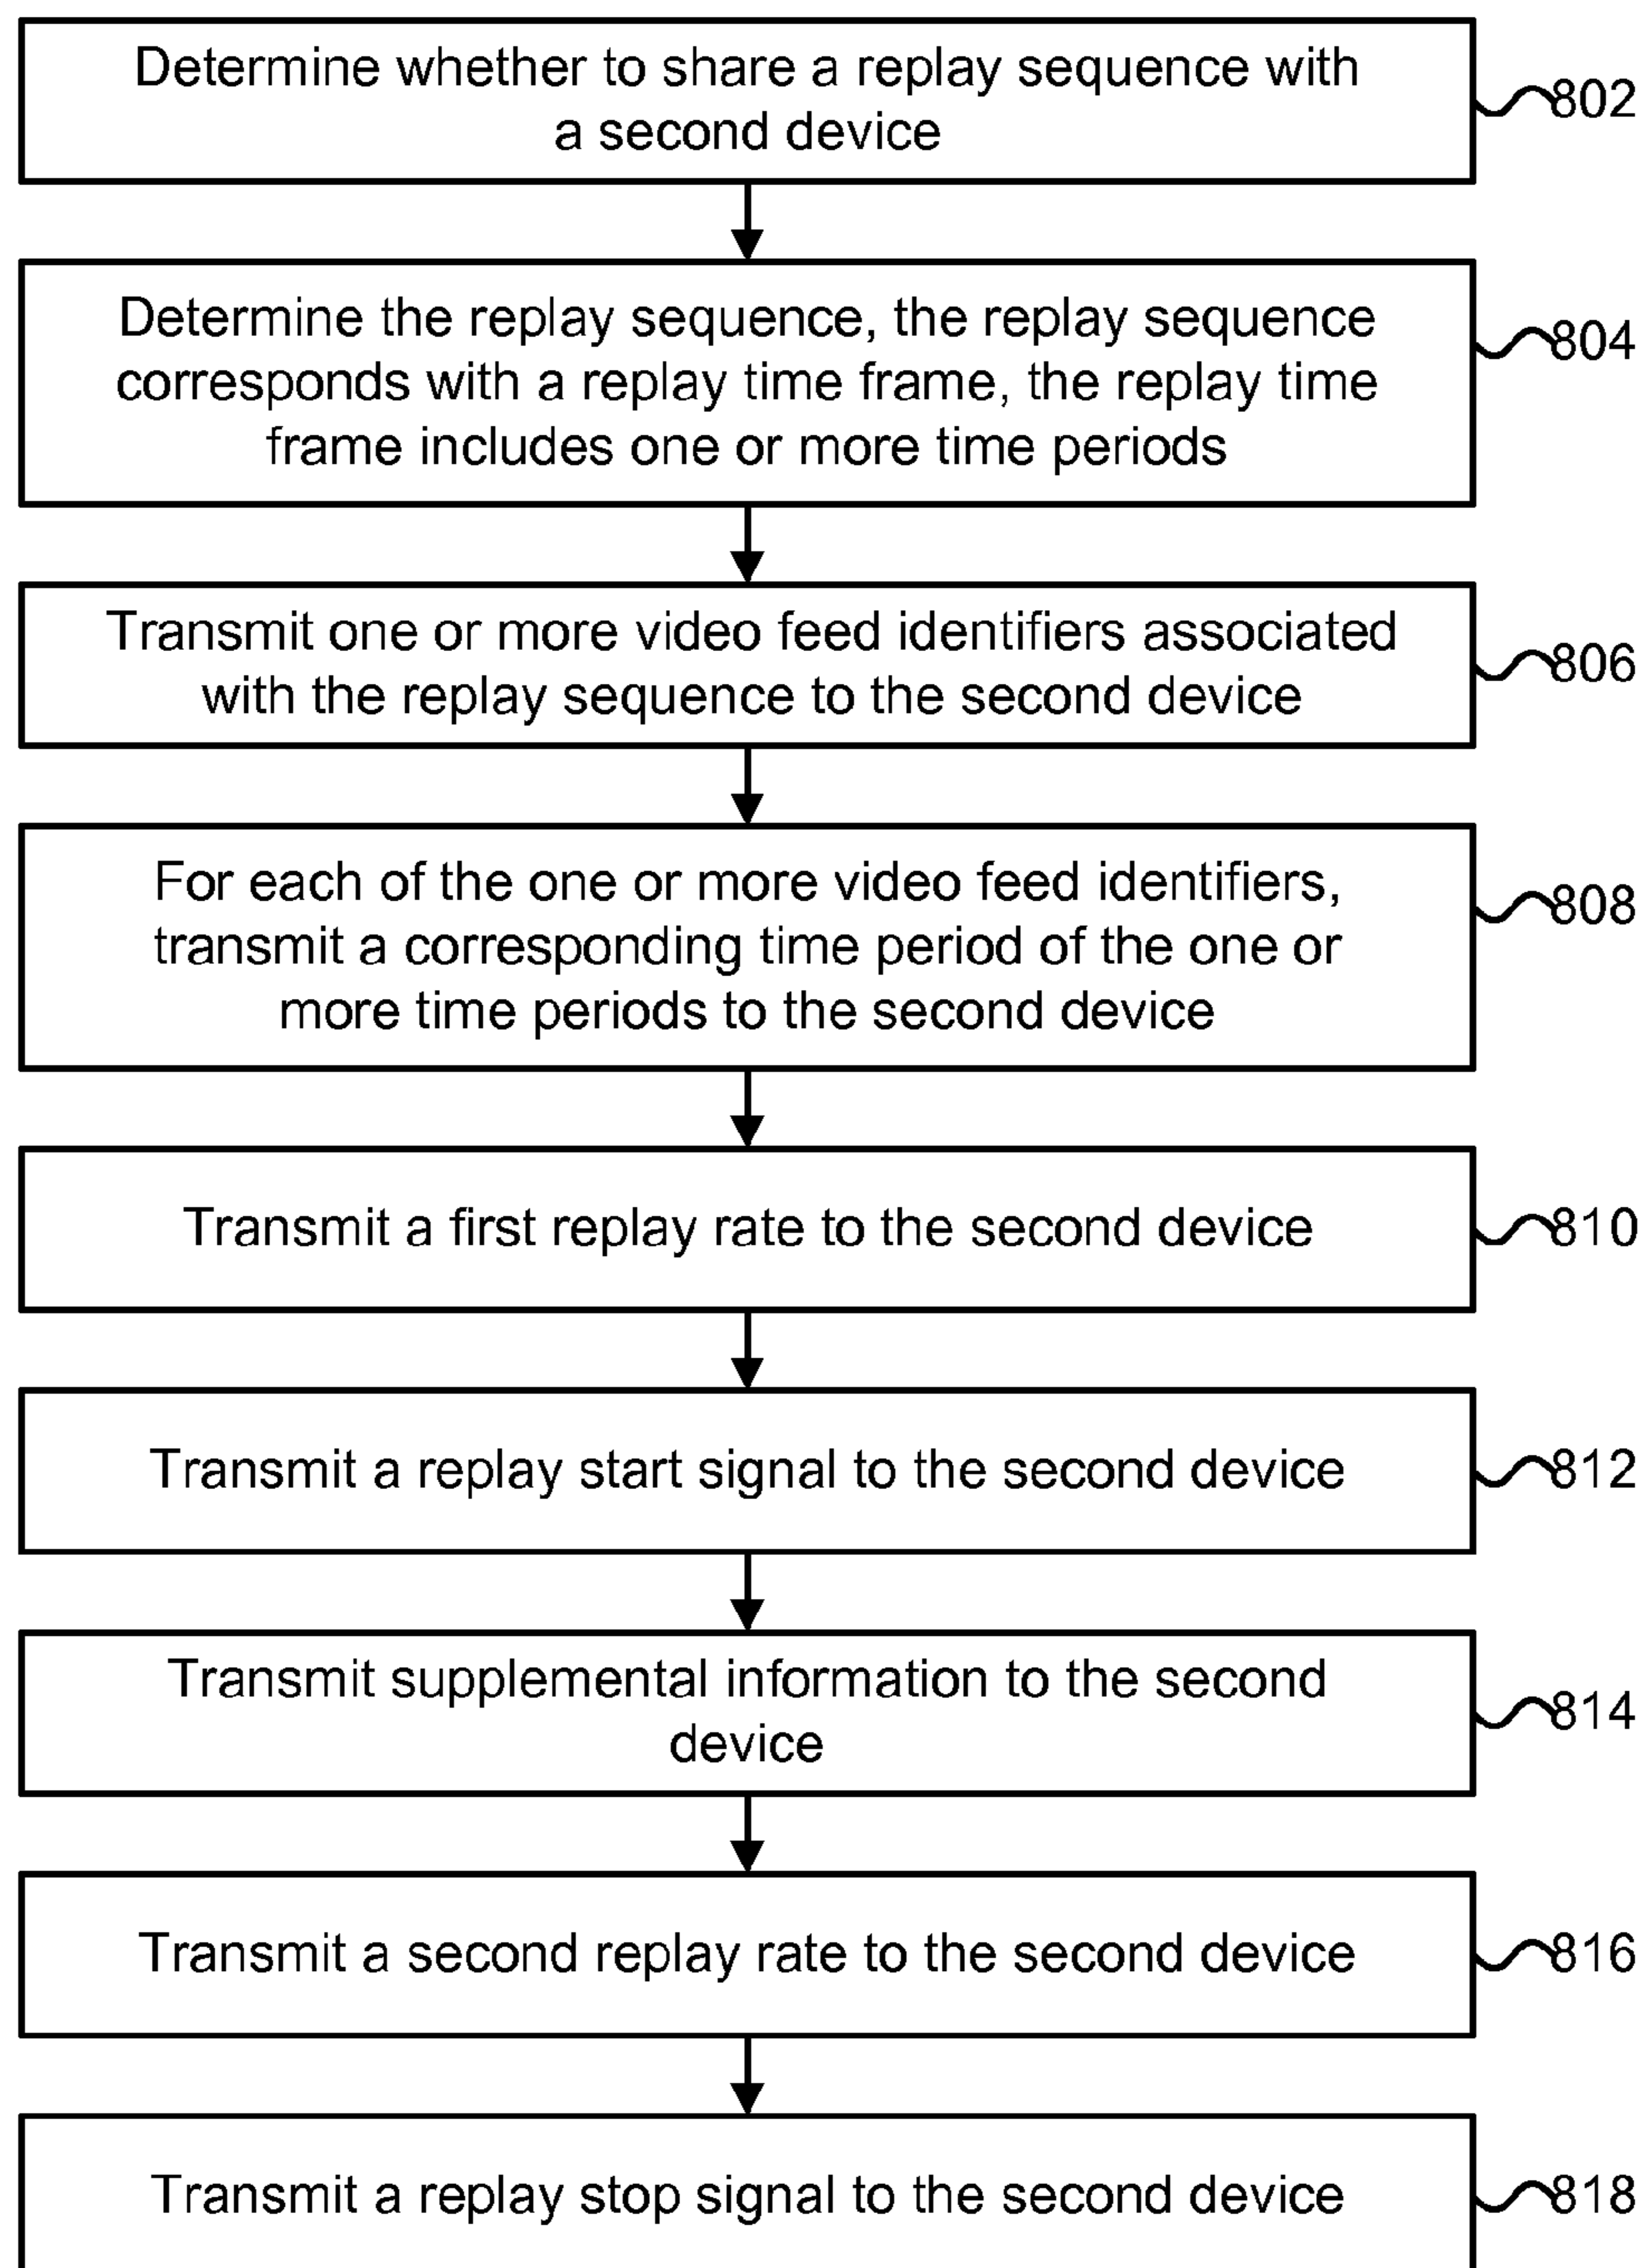 Determine whether to share a replay sequence with
a second device
802
Determine the replay sequence, the replay sequence
corresponds with a replay time frame, the replay time
frame includes one or more time periods
804
Transmit one or more video feed identifiers associated
with the replay sequence to the second device
806
For each of the one or more video feed identifiers,
transmit a corresponding time period of the one or
more time periods to the second device
808
Transmit a first replay rate to the second device
810
Transmit a replay start signal to the second device
812
Transmit supplemental information to the second
device
814
Transmit a second replay rate to the second device
816
Transmit a replay stop signal to the second device
818